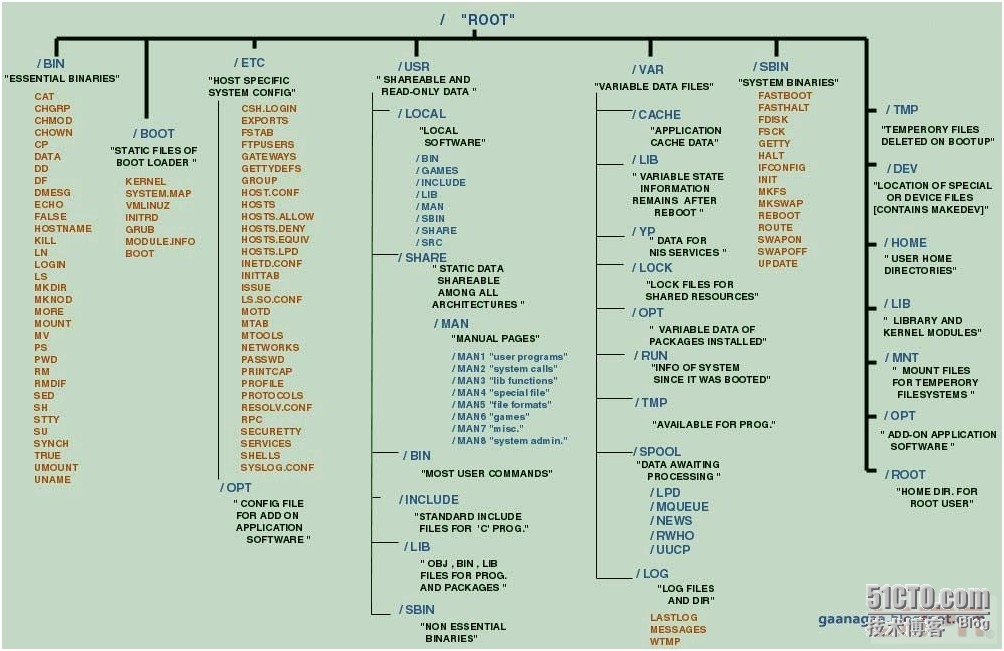 / "ROOT"
/BIN
"ESSENTIAL BINARIES"
CAT
CHGRP
CHMOD
CHOWN
CP
DATA
DD
DF
DMESG
ECHO
FALSE
HOSTNAME
KILL
LN
LOGIN
LS
MKDIR
MKNOD
MORE
MOUNT
MV
PS
PWD
RM
RMDIF
SED
SH
STTY
SU
SYNCH
TRUE
UMOUNT
UNAME
/BOOT
"STATIC FILES OF
BOOT LOADER "
KERNEL
SYSTEM.MAP
VMLINUZ
INITRD
GRUB
MODULE.INFO
BOOT
/ETC
"HOST SPECIFIC
SYSTEM CONFIG"
CSH.LOGIN
EXPORTS
FSTAB
FTPUSERS
GATEWAYS
GETTYDEFS
GROUP
HOST.CONF
HOSTS
HOSTS.ALLOW
HOSTS.DENY
HOSTS.EQUIV
HOSTS.LPD
INETD.CONF
INITTAB
ISSUE
LS.SO.CONF
MOTD
MTAB
MTOOLS
NETWORKS
PASSWD
PRINTCAP
PROFILE
PROTOCOLS
RESOLV.CONF
RPC
SECURETTY
SERVICES
SHELLS
SYSLOG.CONF
/OPT
" CONFIG FILE
FOR ADD ON
APPLICATION
SOFTWARE "
/USR
" SHAREABLE AND
READ-ONLY DATA "
/LOCAL
"LOCAL
SOFTWARE"
/BIN
/GAMES
/INCLUDE
/LIB
/MAN
/SBIN
/SHARE
/SRC
/SHARE
" STATIC DATA
SHAREABLE
AMONG ALL
ARCHITECTURES "
/MAN
"MANUAL PAGES"
/MAN1 "user programs"
/MAN2 "system calls"
/MAN3 "lib functions"
/MAN4 "special file"
/MAN5 "file formats"
/MAN6 "games"
/MAN7 "misc."
/MAN8 "system admin."
/BIN
"MOST USER COMMANDS"
/INCLUDE
"STANDARD INCLUDE
FILES FOR 'C' PROG."
/LIB
" OBJ , BIN , LIB
FILES FOR PROG.
AND PACKAGES "
/SBIN
"NON ESSENTIAL
BINARIES"
/VAR
"VARIABLE DATA FILES"
/CACHE
"APPLICATION
CACHE DATA"
/LIB
" VARIABLE STATE
INFORMATION
REMAINS AFTER
REBOOT "
/YP
" DATA FOR
NIS SERVICES "
/LOCK
"LOCK FILES FOR
SHARED RESOURCES"
/OPT
" VARIABLE DATA OF
PACKAGES INSTALLED"
/RUN
"INFO OF SYSTEM
SINCE IT WAS BOOTED"
/TMP
"AVAILABLE FOR PROG."
/SPOOL
"DATA AWAITING
PROCESSING "
/LPD
/MQUEUE
/NEWS
/RWHO
/UUCP
/LOG
"LOG FILES
AND DIR"
LASTLOG
MESSAGES
WTMP
/SBIN
"SYSTEM BINARIES"
FASTBOOT
FASTHALT
FDISK
FSCK
GETTY
HALT
IFCONFIG
INIT
MKFS
MKSWAP
REBOOT
ROUTE
SWAPON
SWAPOFF
UPDATE
/TMP
"TEMPERORY FILES
DELETED ON BOOTUP"
/DEV
"LOCATION OF SPECIAL
OR DEVICE FILES
[CONTAINS MAKEDEV]"
/HOME
" USER HOME
DIRECTORIES"
/LIB
" LIBRARY AND
KERNEL MODULES"
/MNT
" MOUNT FILES
FOR TEMPERORY
FILESYSTEMS "
/OPT
" ADD-ON APPLICATION
SOFTWARE "
/ROOT
"HOME DIR. FOR
ROOT USER"
51CTO.com
技术博客 Blog